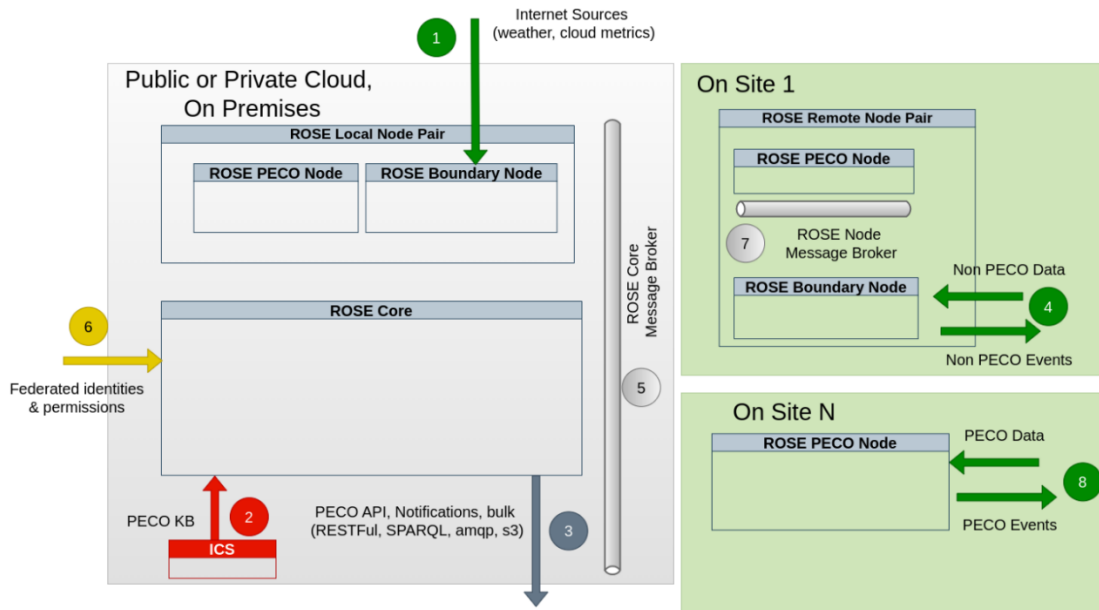 Internet Sources
(weather, cloud metrics)
1
Public or Private Cloud,
On Premises
ROSE Local Node Pair
ROSE PECO Node
ROSE Boundary Node
ROSE Core
6
Federated identities
& permissions
PECO KB
2
ICS
PECO API, Notifications, bulk
(RESTFul, SPARQL, amqp, s3)
3
ROSE Core
Message Broker
5
On Site 1
ROSE Remote Node Pair
ROSE PECO Node
7
ROSE Node
Message Broker
ROSE Boundary Node
Non PECO Data
4
Non PECO Events
On Site N
ROSE PECO Node
PECO Data
8
PECO Events